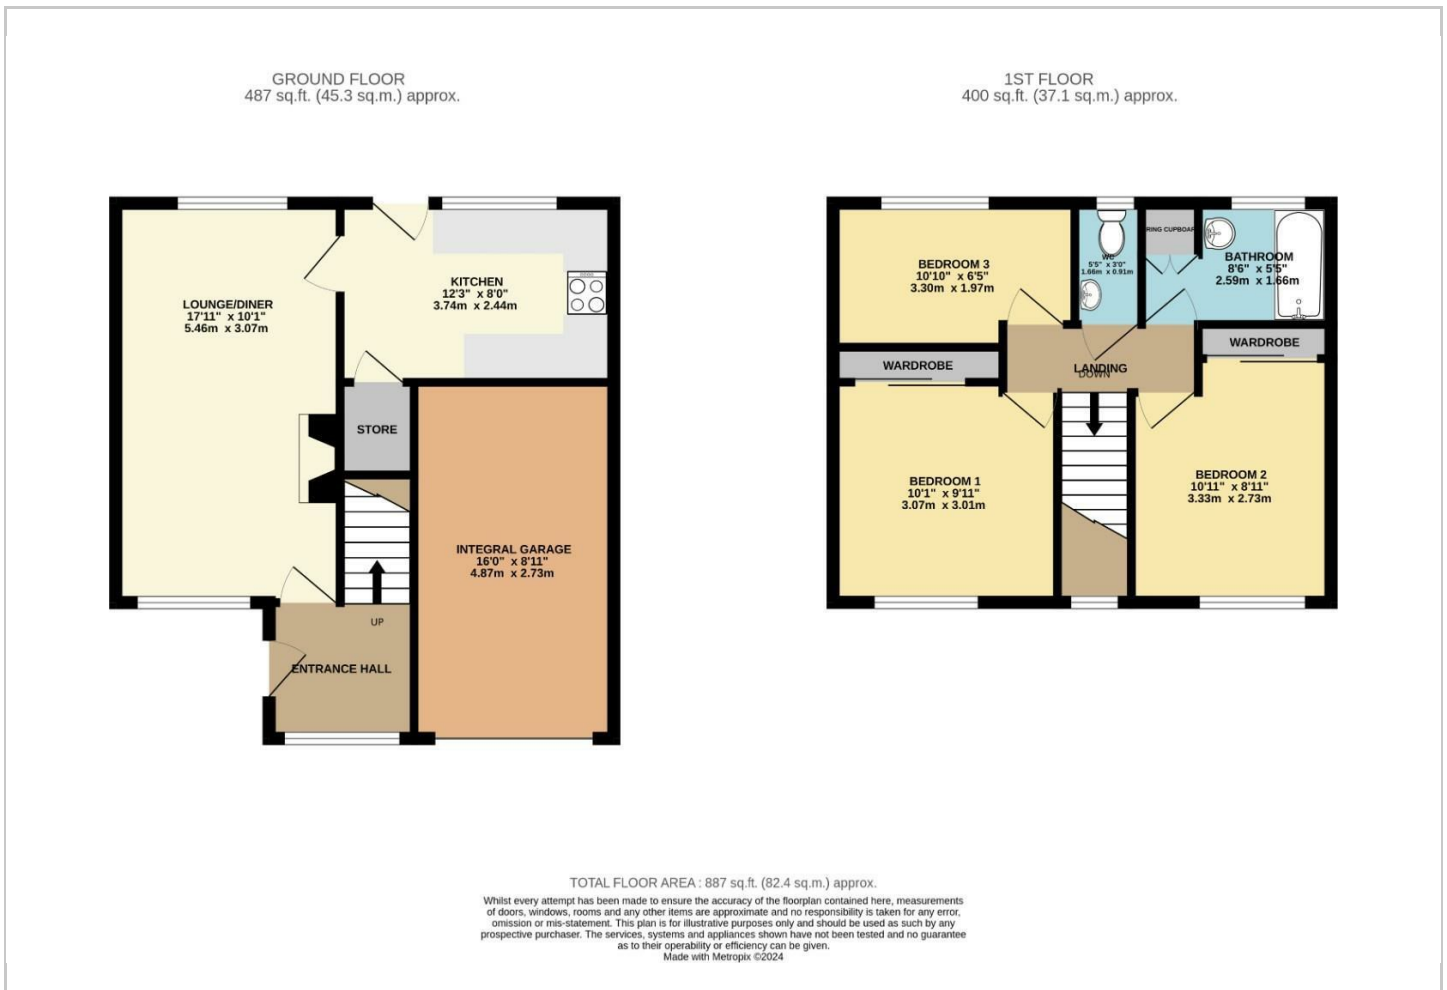 GROUND FLOOR
487 sq.ft. (45.3 sq.m.) approx.
1ST FLOOR
400 sq.ft. (37.1 sq.m.) approx.
LOUNGE/DINER
17'11" x 10'1"
5.46m x 3.07m
KITCHEN
12'3" x 8'0"
3.74m x 2.44m
STORE
INTEGRAL GARAGE
16'0" x 8'11"
4.87m x 2.73m
UP
ENTRANCE HALL
BEDROOM 3
10'10" x 6'5"
3.30m x 1.97m
WC
5'5" x 3'0"
1.66m x 0.91m
RING CUPBOAR
BATHROOM
8'6" x 5'5"
2.59m x 1.66m
WARDROBE
WARDROBE
LANDING
DOWN
BEDROOM 1
10'1" x 9'11"
3.07m x 3.01m
BEDROOM 2
10'11" x 8'11"
3.33m x 2.73m
TOTAL FLOOR AREA : 887 sq.ft. (82.4 sq.m.) approx.
Whilst every attempt has been made to ensure the accuracy of the floorplan contained here, measurements
of doors, windows, rooms and any other items are approximate and no responsibility is taken for any error,
omission or mis-statement. This plan is for illustrative purposes only and should be used as such by any
prospective purchaser. The services, systems and appliances shown have not been tested and no guarantee
as to their operability or efficiency can be given.
Made with Metropix ©2024